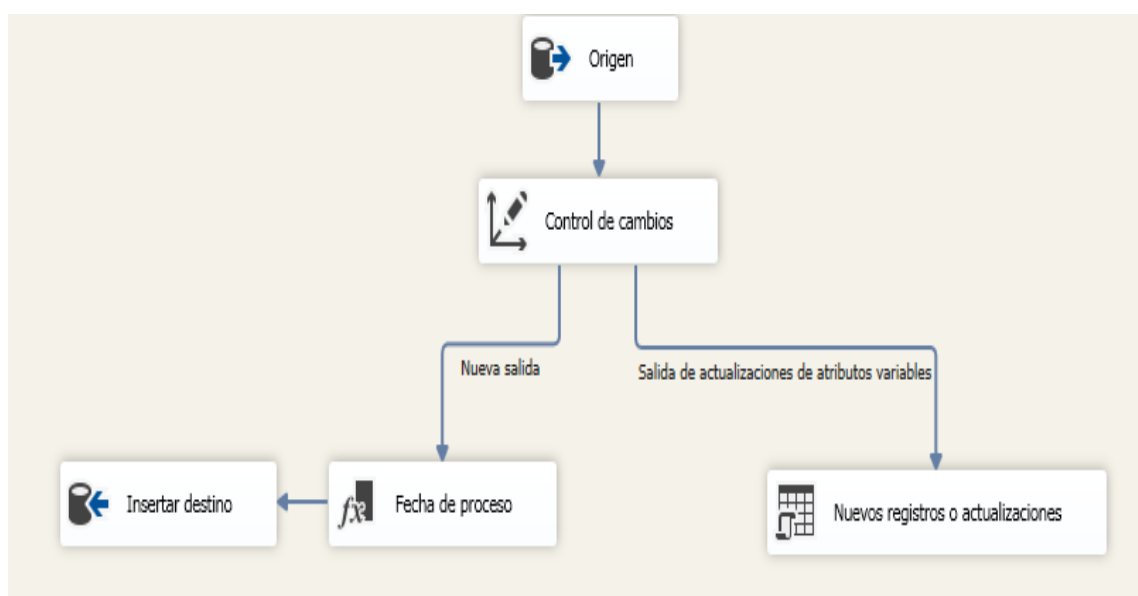 Origen
Control de cambios
Nueva salida
Salida de actualizaciones de atributos variables
Insertar destino
fx
Fecha de proceso
Nuevos registros o actualizaciones